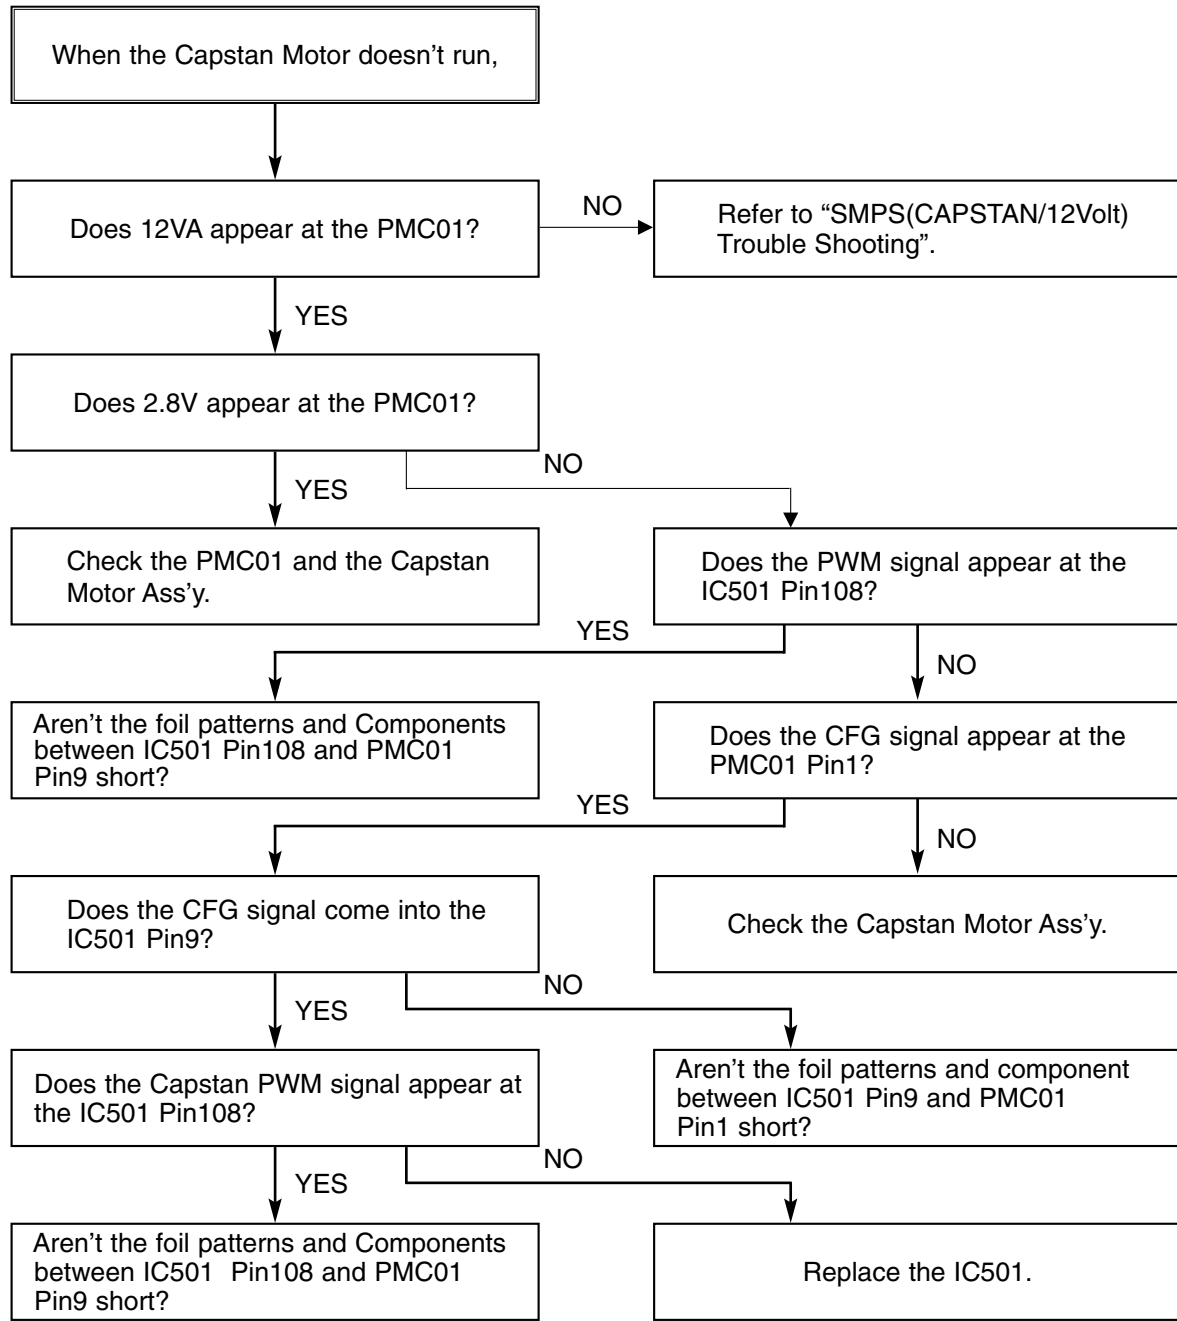 When the Capstan Motor doesn't run,
Does 12VA appear at the PMC01?
NO
Refer to “SMPS(CAPSTAN/12Volt)
Trouble Shooting”.
YES
Does 2.8V appear at the PMC01?
NO
YES
Check the PMC01 and the Capstan
Motor Ass'y.
Does the PWM signal appear at the
IC501 Pin108?
YES
NO
Aren't the foil patterns and Components
between IC501 Pin108 and PMC01
Pin9 short?
Does the CFG signal appear at the
PMC01 Pin1?
YES
NO
Does the CFG signal come into the
IC501 Pin9?
Check the Capstan Motor Ass'y.
NO
YES
Does the Capstan PWM signal appear at
the IC501 Pin108?
Aren't the foil patterns and component
between IC501 Pin9 and PMC01
Pin1 short?
NO
YES
Aren't the foil patterns and Components
between IC501 Pin108 and PMC01
Pin9 short?
Replace the IC501.